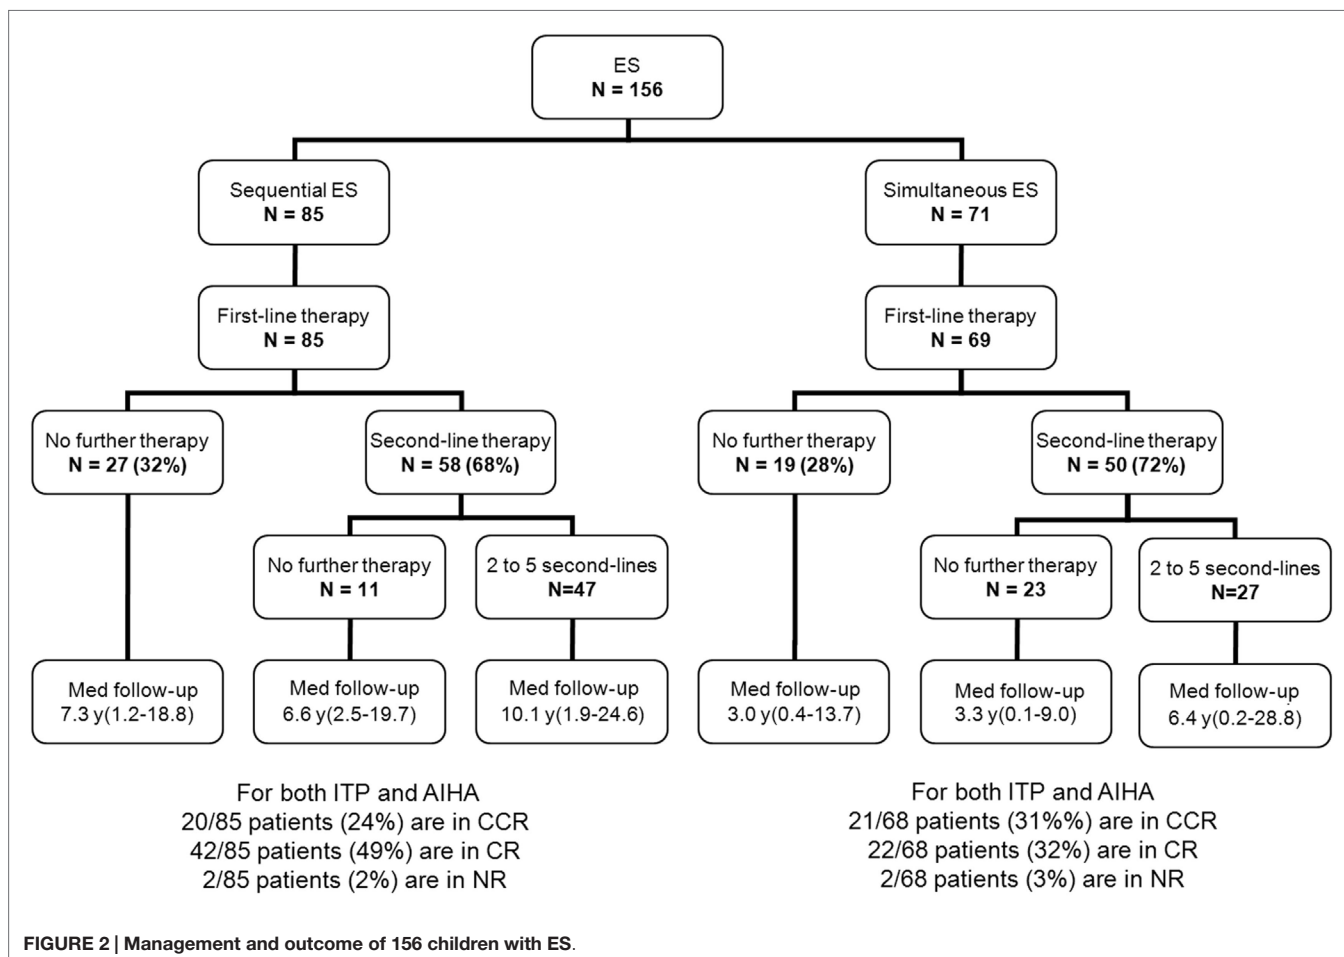 ES
N = 156
Sequential ES
N = 85
Simultaneous ES
N = 71
First-line therapy
N = 85
First-line therapy
N = 69
No further therapy
N = 27 (32%)
Second-line therapy
N = 58 (68%)
No further therapy
N = 19 (28%)
Second-line therapy
N = 50 (72%)
No further therapy
N = 11
2 to 5 second-lines
N=47
No further therapy
N = 23
2 to 5 second-lines
N=27
Med follow-up
7.3 y(1.2-18.8)
Med follow-up
6.6 y(2.5-19.7)
Med follow-up
10.1 y(1.9-24.6)
Med follow-up
3.0 y(0.4-13.7)
Med follow-up
3.3 y(0.1-9.0)
Med follow-up
6.4 y(0.2-28.8)
For both ITP and AIHA
20/85 patients (24%) are in CCR
42/85 patients (49%) are in CR
2/85 patients (2%) are in NR
For both ITP and AIHA
21/68 patients (31%%) are in CCR
22/68 patients (32%) are in CR
2/68 patients (3%) are in NR
FIGURE 2 | Management and outcome of 156 children with ES.